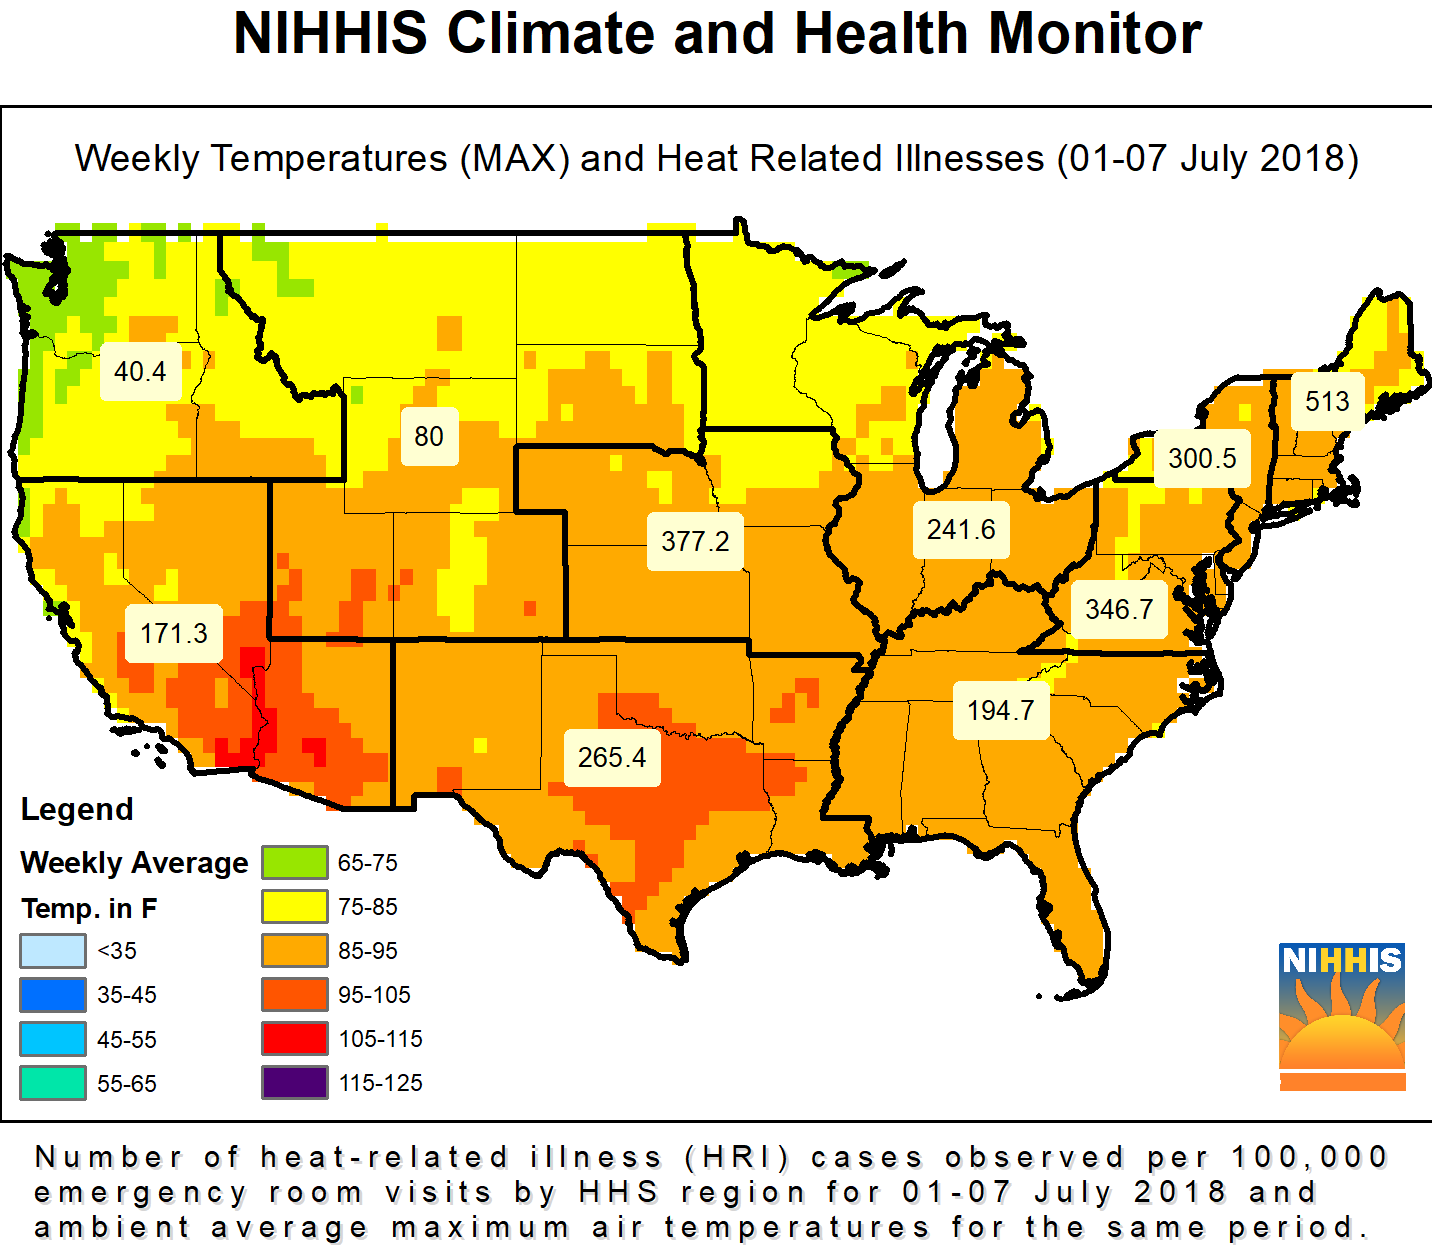 NIHHIS Climate and Health Monitor
Weekly Temperatures (MAX) and Heat Related Illnesses (01-07 July 2018)
40.4
80
513
300.5
377.2
241.6
171.3
346.7
194.7
265.4
Legend
Weekly Average
Temp. in F
<35
35-45
45-55
55-65
65-75
75-85
85-95
95-105
105-115
115-125
NIHHIS
Number of heat-related illness (HRI) cases observed per 100,000
emergency room visits by HHS region for 01-07 July 2018 and
ambient average maximum air temperatures for the same period.